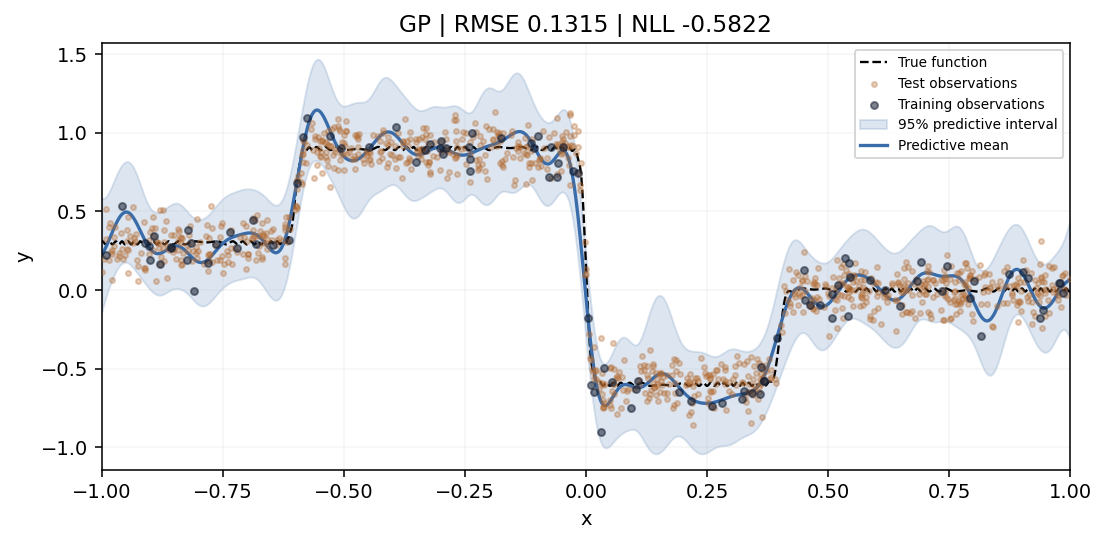 GP | RMSE 0.1315 | NLL -0.5822
True function
Test observations
Training observations
95% predictive interval
Predictive mean
1.5
1.0
0.5
0.0
−0.5
−1.0
y
−1.00 −0.75 −0.50 −0.25 0.00 0.25 0.50 0.75 1.00
x